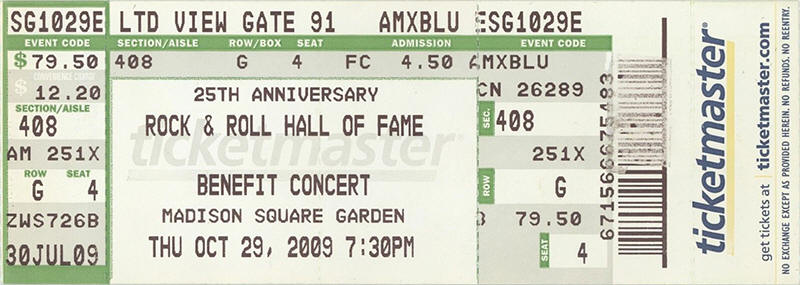 SG1029E LTD VIEW GATE 91 AMXBLU ESG1029E
EVENT CODE SECTION/AISLE ROW/BOX SEAT ADMISSION EVENT CODE
$79.50 408 G 4 FC 4.50 AMXBLU
CONVENIENCE CHARGE
$ 12.20
SECTION/AISLE
408
AM 251X
ROW SEAT
G 4
ZWS726B
30JUL09
25TH ANNIVERSARY
ROCK & ROLL HALL OF FAME
ticketmaster
BENEFIT CONCERT
MADISON SQUARE GARDEN
THU OCT 29, 2009 7:30PM
CN 26289
SEC. 408
251X
ROW G
79.50
SEAT 4
ticketmaster
get tickets at ticketmaster.com
NO EXCHANGE EXCEPT AS PROVIDED HEREIN. NO REFUNDS. NO REENTRY.